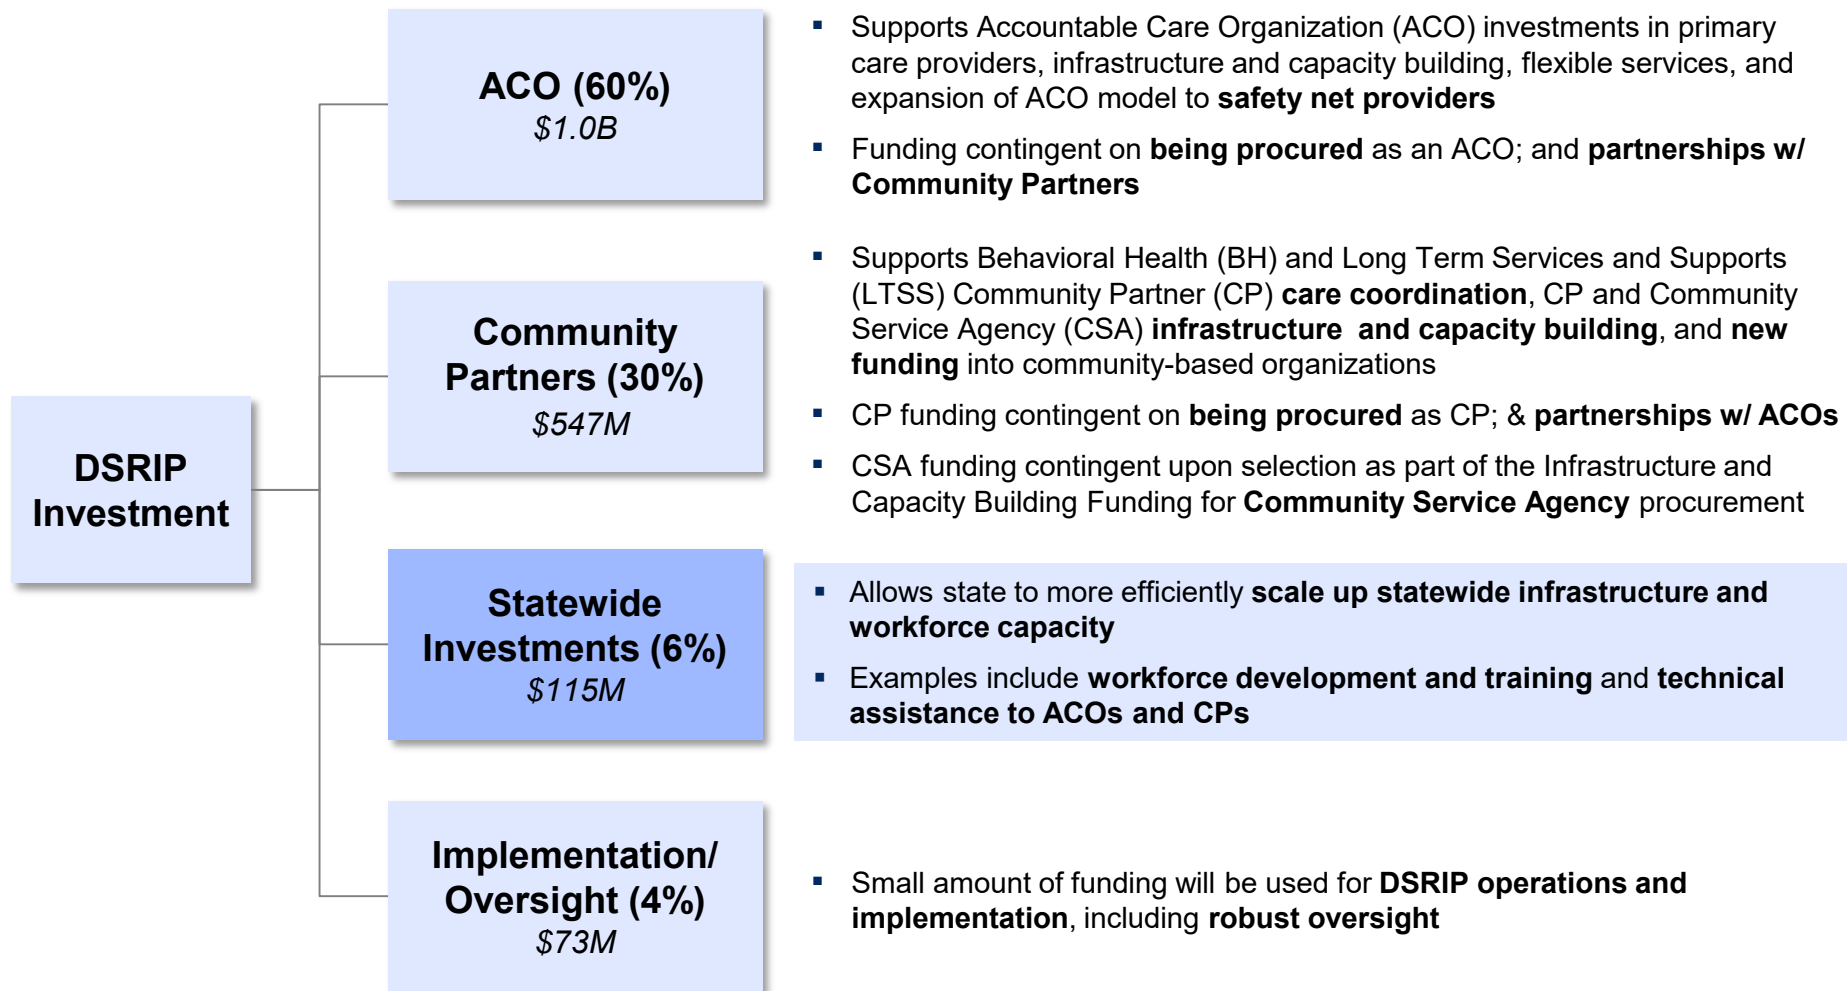 DSRIP
Investment
ACO (60%)
$1.0B
▪ Supports Accountable Care Organization (ACO) investments in primary
care providers, infrastructure and capacity building, flexible services, and
expansion of ACO model to safety net providers
▪ Funding contingent on being procured as an ACO; and partnerships w/
Community Partners
Community
Partners (30%)
$547M
▪ Supports Behavioral Health (BH) and Long Term Services and Supports
(LTSS) Community Partner (CP) care coordination, CP and Community
Service Agency (CSA) infrastructure and capacity building, and new
funding into community-based organizations
▪ CP funding contingent on being procured as CP; & partnerships w/ ACOs
▪ CSA funding contingent upon selection as part of the Infrastructure and
Capacity Building Funding for Community Service Agency procurement
Statewide
Investments (6%)
$115M
▪ Allows state to more efficiently scale up statewide infrastructure and
workforce capacity
▪ Examples include workforce development and training and technical
assistance to ACOs and CPs
Implementation/
Oversight (4%)
$73M
▪ Small amount of funding will be used for DSRIP operations and
implementation, including robust oversight